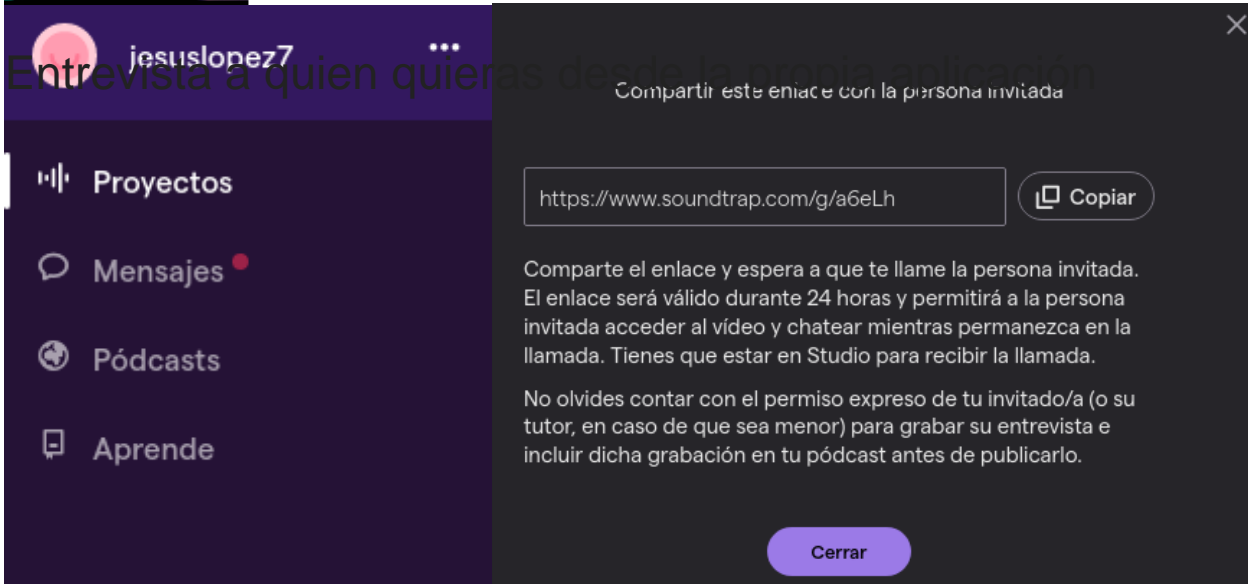 jesuslopez7
Entrevista a quien quieras desde la propia aplicación
Compartir este enlace con la persona invitada
Proyectos
Mensajes
Pódcasts
Aprende
https://www.soundtrap.com/g/a6eLh
Copiar
Comparte el enlace y espera a que te llame la persona invitada.
El enlace será válido durante 24 horas y permitirá a la persona
invitada acceder al vídeo y chatear mientras permanezca en la
llamada. Tienes que estar en Studio para recibir la llamada.
No olvides contar con el permiso expreso de tu invitado/a (o su
tutor, en caso de que sea menor) para grabar su entrevista e
incluir dicha grabación en tu pódcast antes de publicarlo.
Cerrar